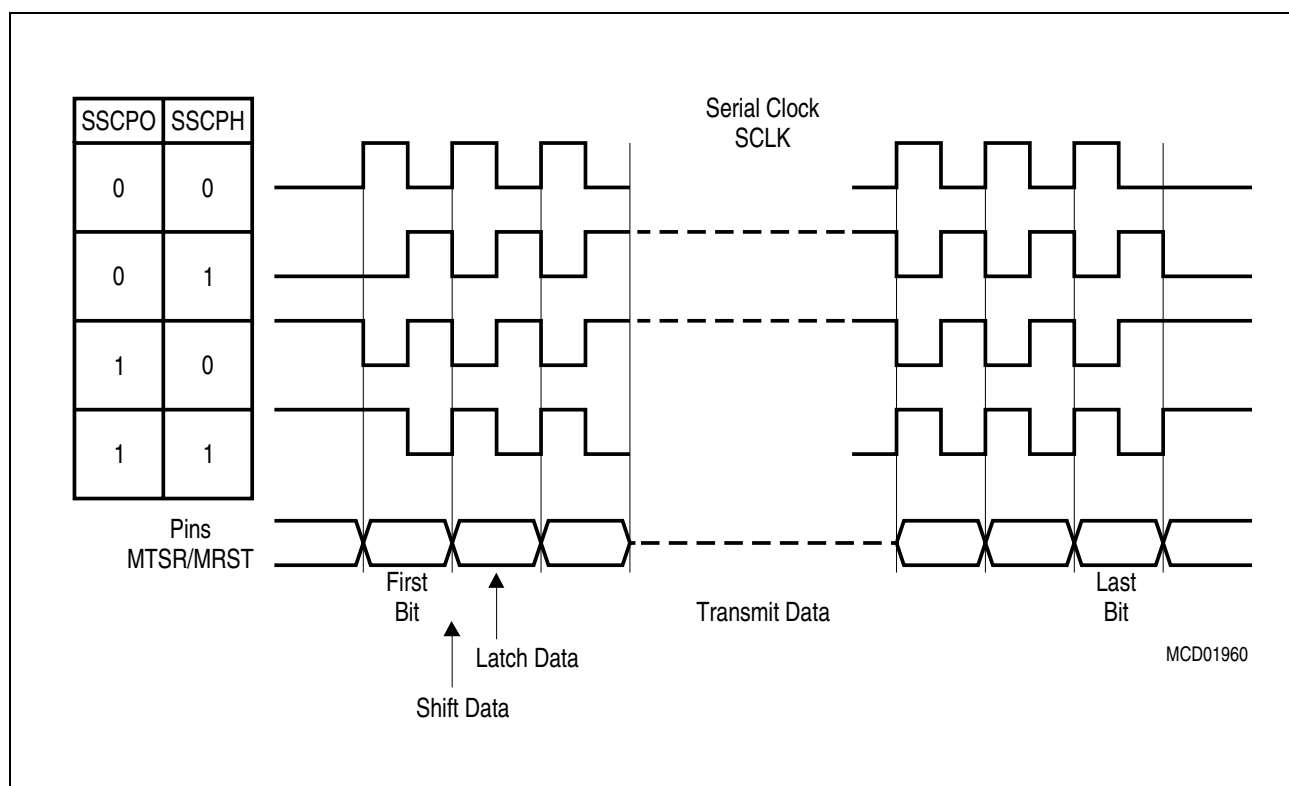 Serial Clock
SCLK
SSCPO SSCPH
0 0
0 1
1 0
1 1
Pins
MTSR/MRST
First
Bit
Last
Bit
Transmit Data
Latch Data
Shift Data
MCD01960